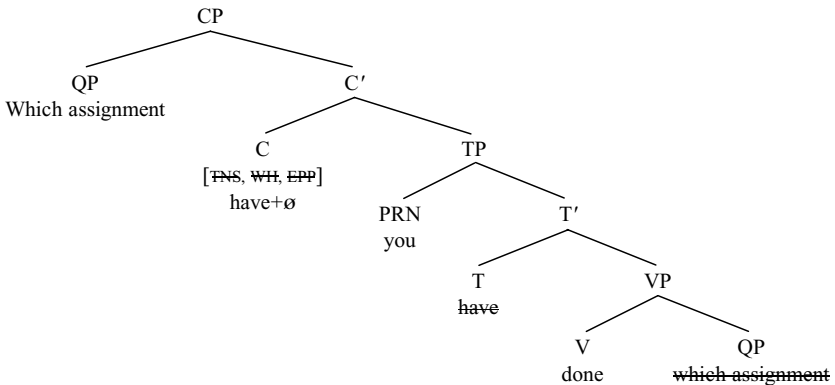 CP
QP
C′
Which assignment
C
TP
[TNS, WH, EPP]
have+ø
PRN
T′
you
T
VP
have
V
QP
done
which assignment